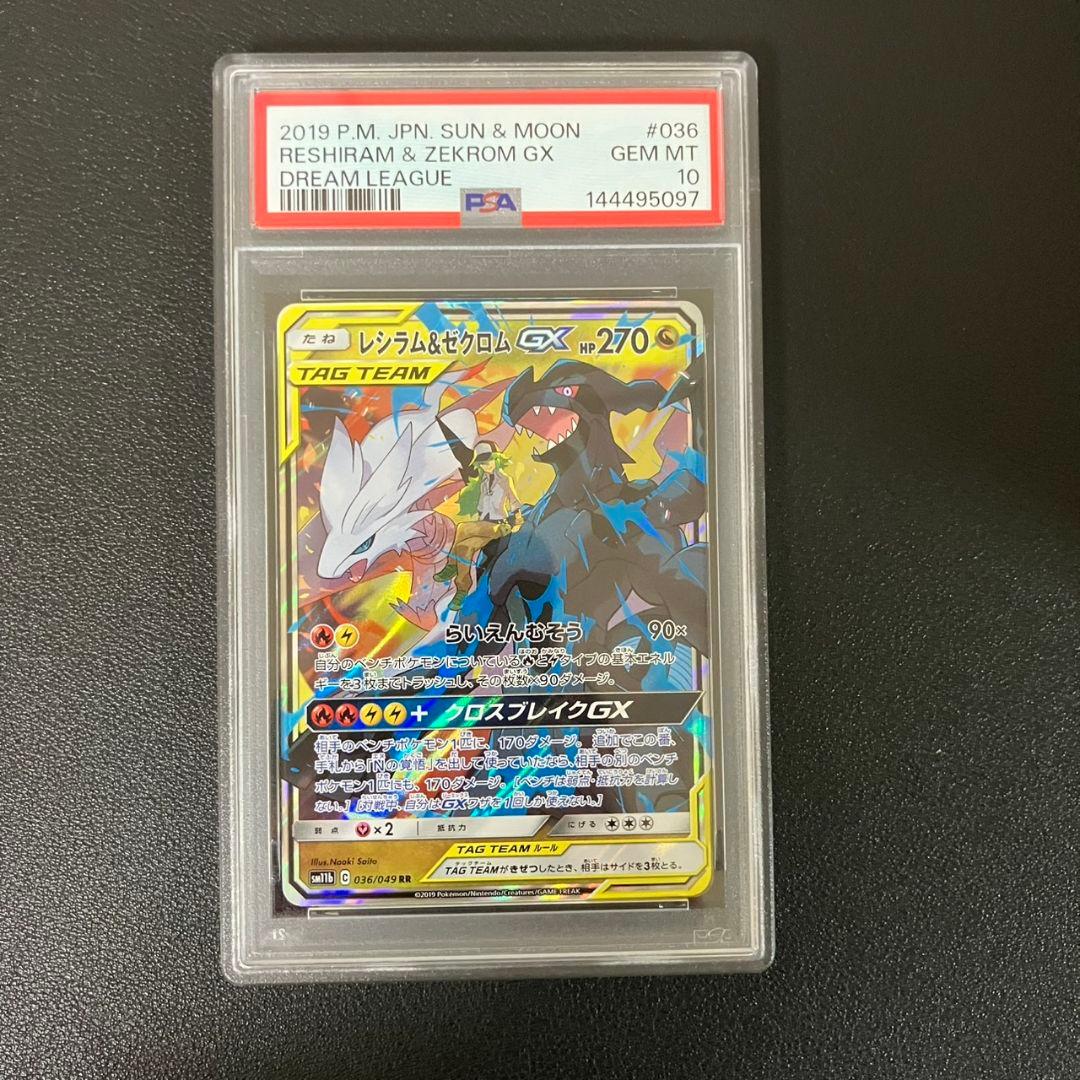 2019 P.M. JPN. SUN & MOON #036
RESHIRAM & ZEKROM GX GEM MT
DREAM LEAGUE 10
PSA 144495097
たね レシラム&ゼクロムGX HP270
TAG TEAM
らいえんむそう 90×
自分のベンチポケモンについている🔥と⚡タイプの基本エネル
ギーを3枚までトラッシュし、その枚数×90ダメージ。
+ クロスブレイクGX
相手のベンチポケモン1匹に、170ダメージ。追加でこの番、
手札から「Nの覚悟」を出して使っていたなら、相手の別のベンチ
ポケモン1匹にも、170ダメージ。[ベンチは弱点・抵抗力を計算し
ない。][対戦中、自分はGXワザを1回しか使えない。]
弱点 ×2 抵抗力 にげる
TAG TEAM ルール
TAG TEAMがきぜつしたとき、相手はサイドを3枚とる。
Illus.Naoki Saito
sm11b C 036/049 RR
©2019 Pokémon/Nintendo/Creatures/GAME FREAK